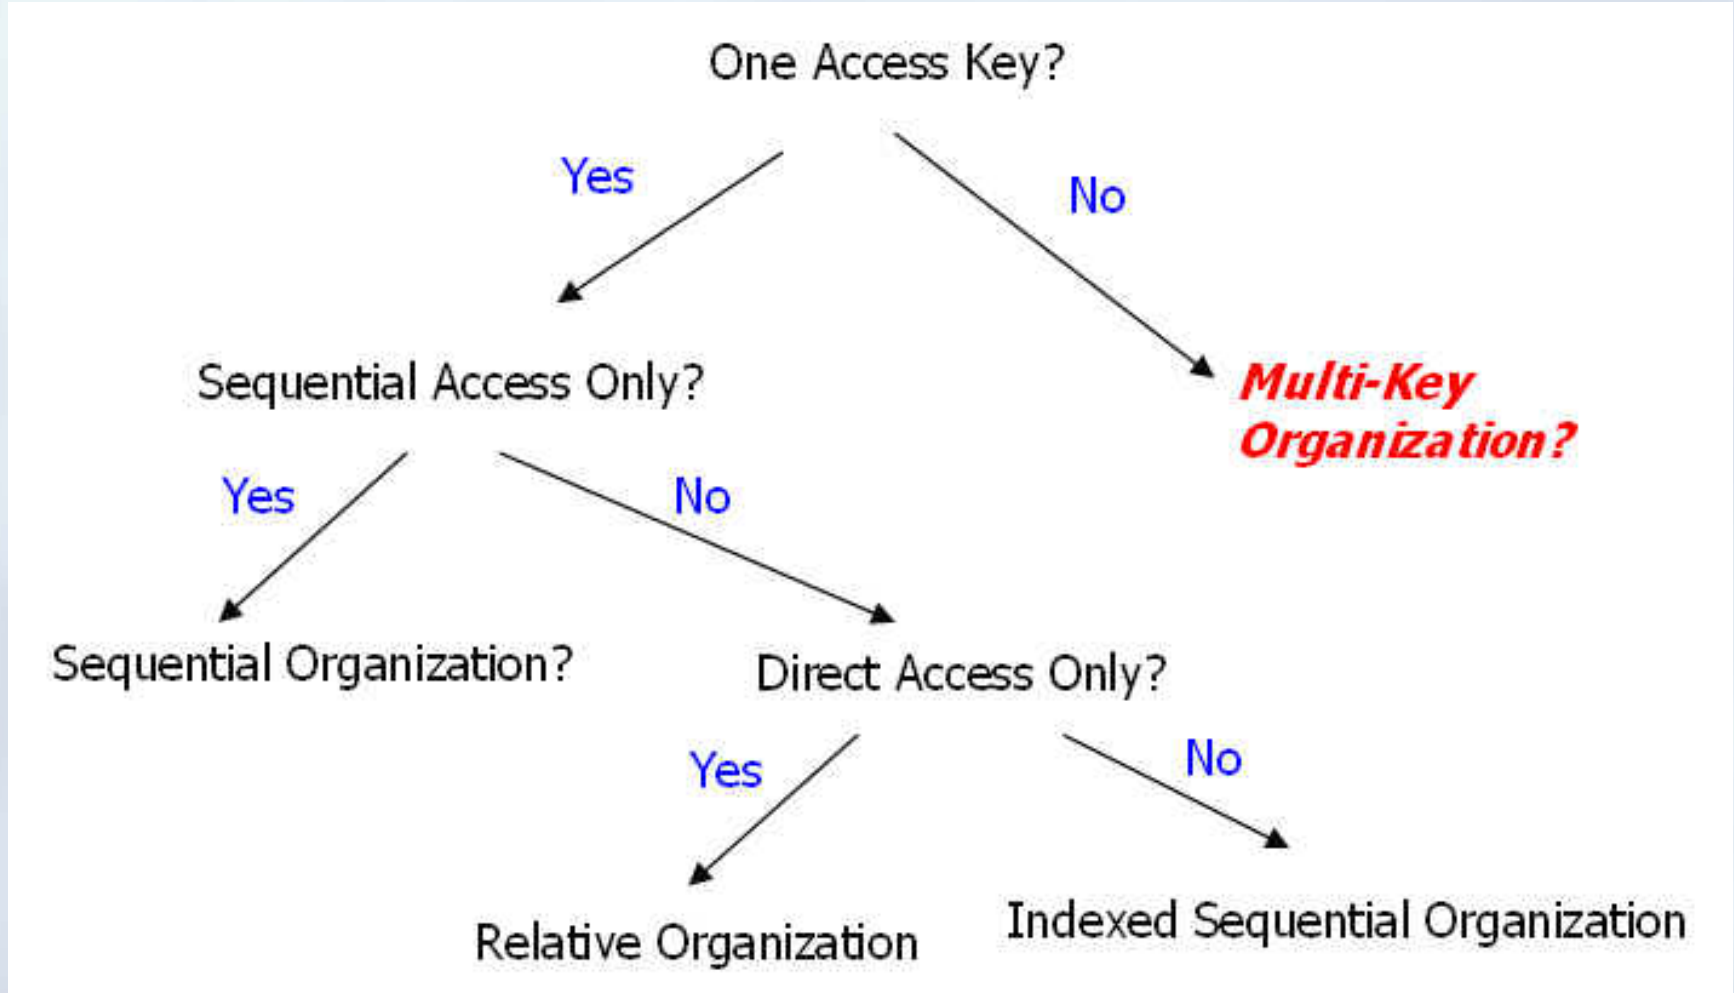 One Access Key?
Yes
No
Sequential Access Only?
Multi-Key
Organization?
Yes
No
Sequential Organization?
Direct Access Only?
Yes
No
Relative Organization
Indexed Sequential Organization